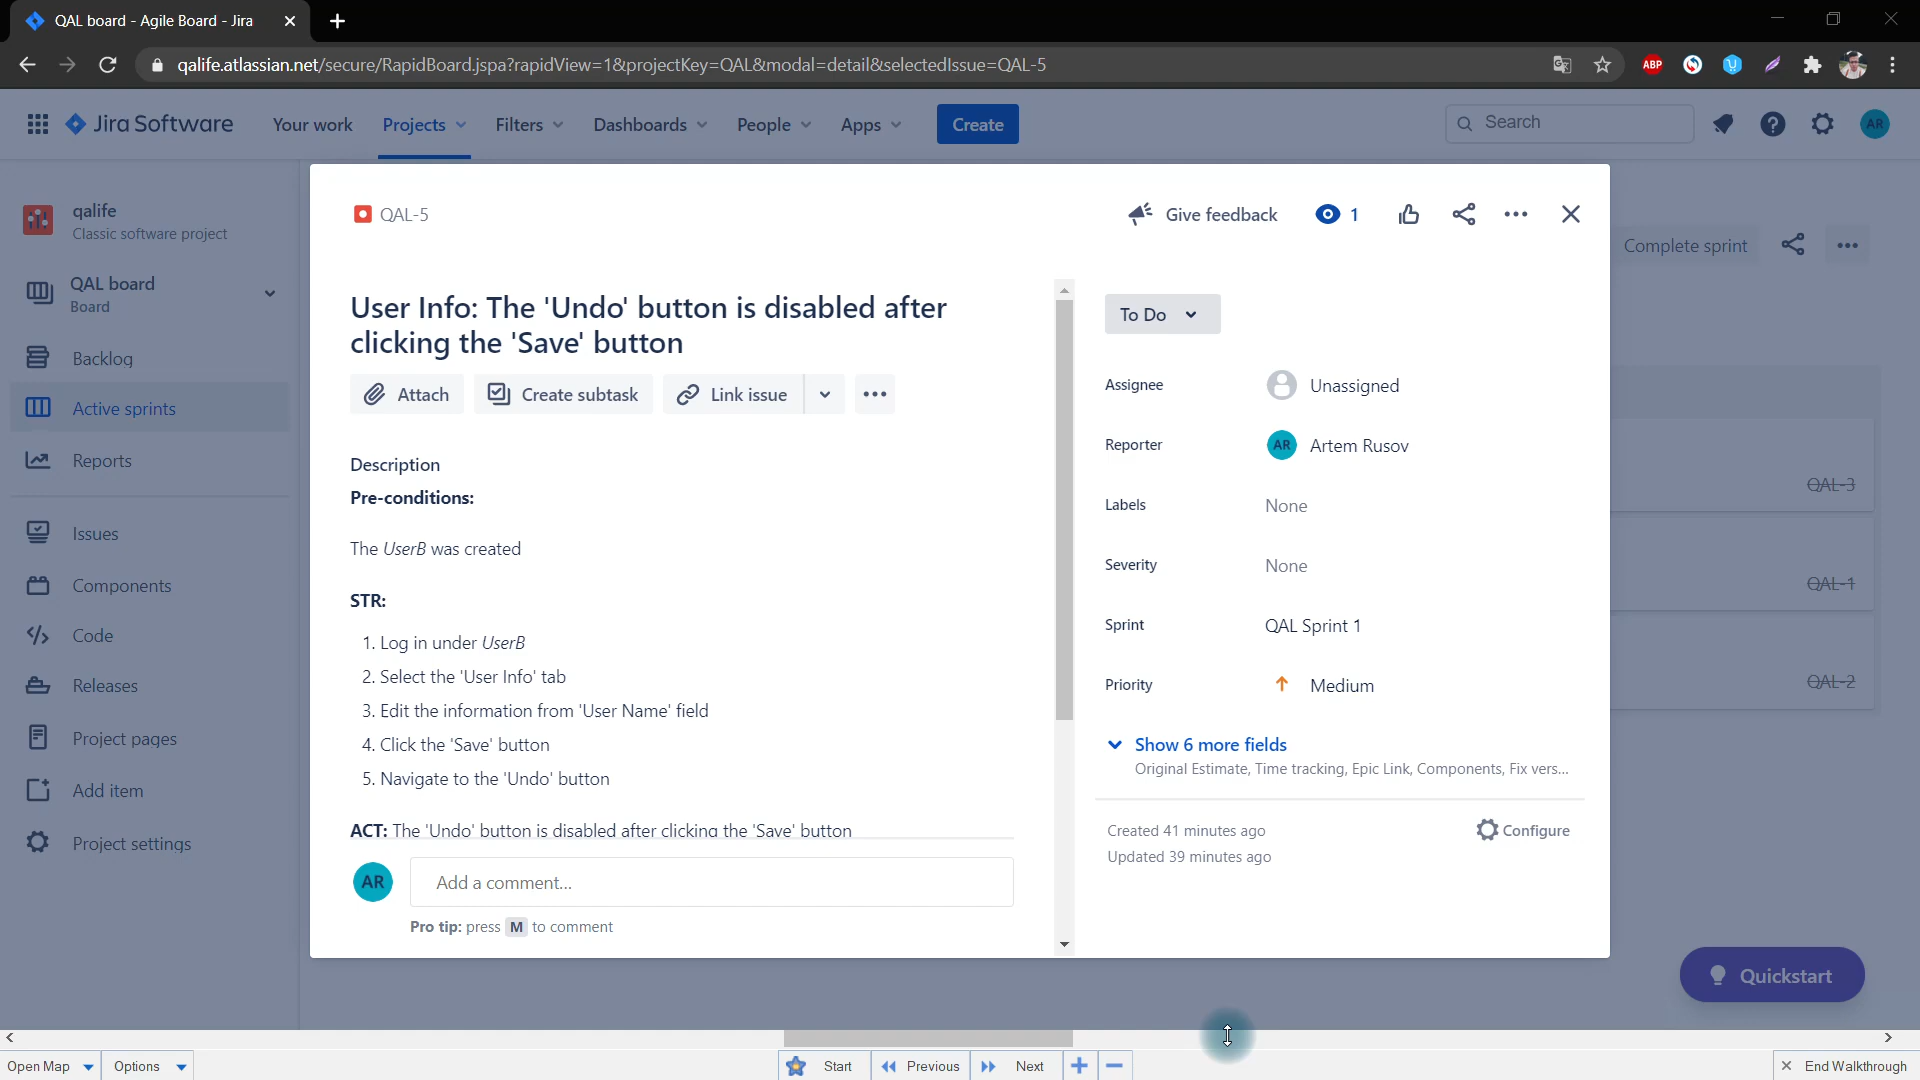 QAL board - Agile Board - Jira
qalife.atlassian.net/secure/RapidBoard.jspa?rapidView=1&projectKey=QAL&modal=detail&selectedIssue=QAL-5
ABP
Jira Software
Your work
Projects
Filters
Dashboards
People
Apps
Create
Search
AR
qalife
Classic software project
QAL board
Board
Backlog
Active sprints
Reports
Issues
Components
Code
Releases
Project pages
Add item
Project settings
QAL-5
Give feedback
1
User Info: The 'Undo' button is disabled after
clicking the 'Save' button
Attach
Create subtask
Link issue
Description
Pre-conditions:
The UserB was created
STR:
1. Log in under UserB
2. Select the 'User Info' tab
3. Edit the information from 'User Name' field
4. Click the 'Save' button
5. Navigate to the 'Undo' button
ACT: The 'Undo' button is disabled after clicking the 'Save' button
AR
Add a comment...
Pro tip: press M to comment
To Do
Assignee
Unassigned
Reporter
AR
Artem Rusov
Labels
None
Severity
None
Sprint
QAL Sprint 1
Priority
Medium
Show 6 more fields
Original Estimate, Time tracking, Epic Link, Components, Fix vers...
Created 41 minutes ago
Configure
Updated 39 minutes ago
Complete sprint
QAL-3
QAL-1
QAL-2
Quickstart
Open Map
Options
Start
Previous
Next
End Walkthrough